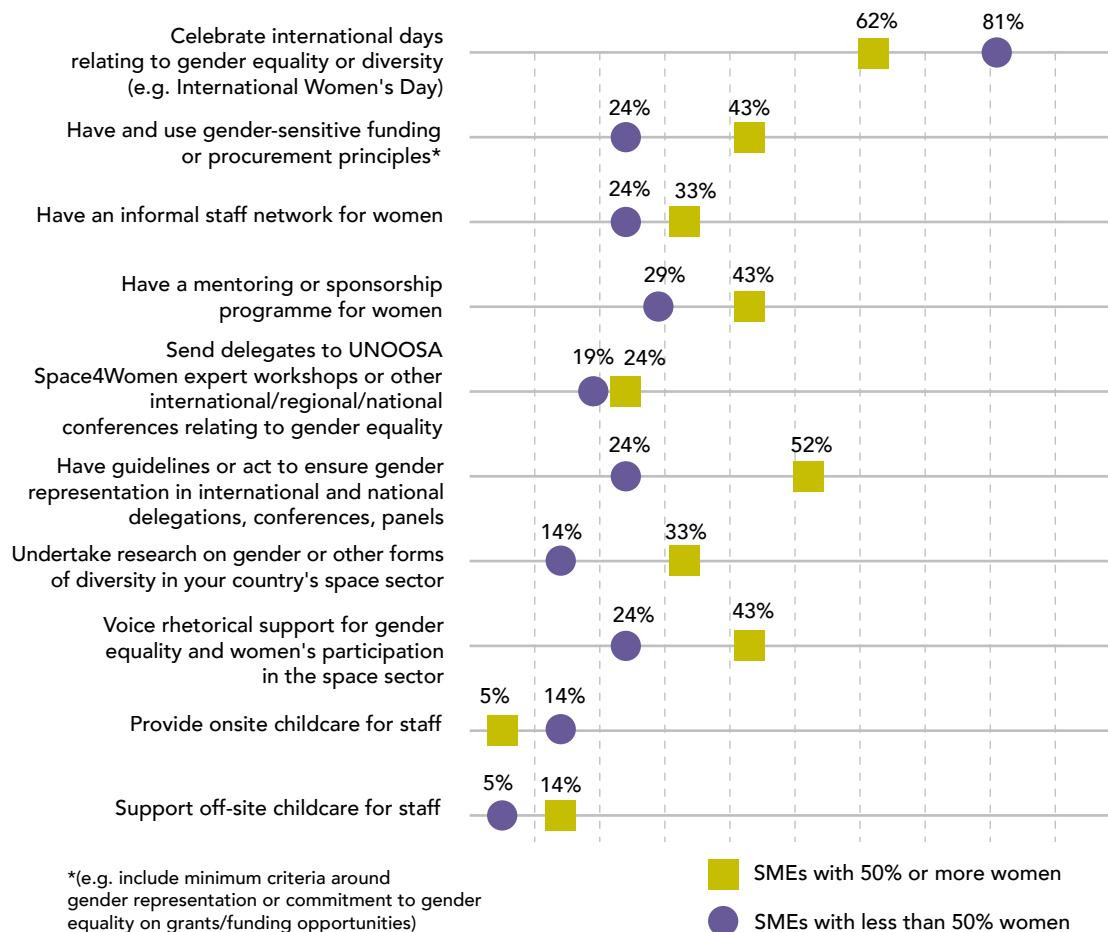 62% 81%
Celebrate international days
relating to gender equality or diversity
(e.g. International Women's Day)
24% 43%
Have and use gender-sensitive funding
or procurement principles*
24% 33%
Have an informal staff network for women
29% 43%
Have a mentoring or sponsorship
programme for women
Send delegates to UNOOSA
Space4Women expert workshops or other
international/regional/national
conferences relating to gender equality
19% 24%
24% 52%
Have guidelines or act to ensure gender
representation in international and national
delegations, conferences, panels
14% 33%
Undertake research on gender or other forms
of diversity in your country's space sector
24% 43%
Voice rhetorical support for gender
equality and women's participation
in the space sector
5% 14%
Provide onsite childcare for staff
5% 14%
Support off-site childcare for staff
*(e.g. include minimum criteria around
gender representation or commitment to gender
equality on grants/funding opportunities)
SMEs with 50% or more women
SMEs with less than 50% women